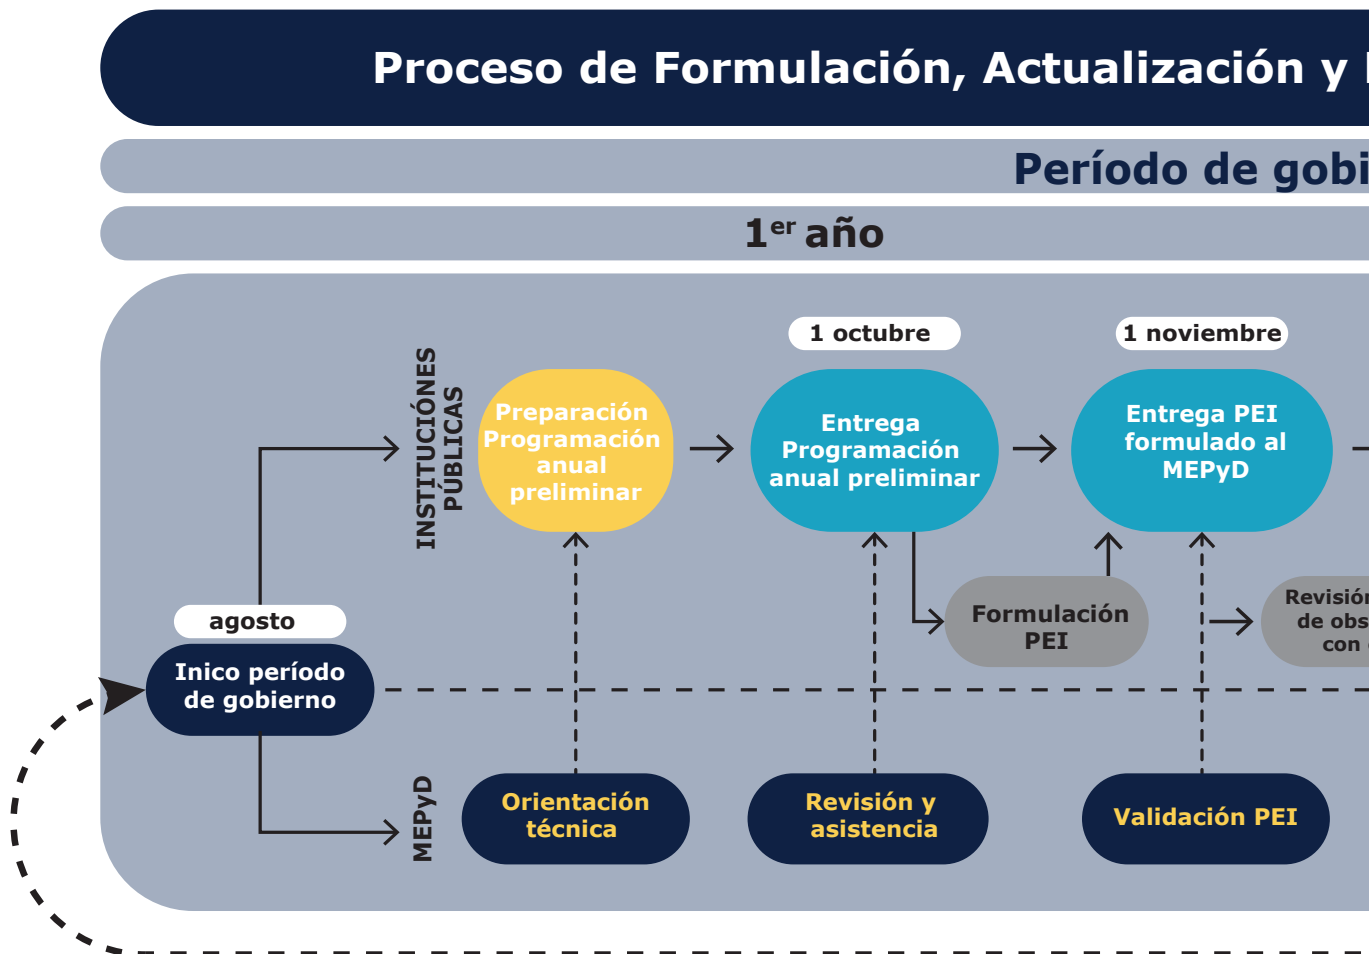 Proceso de Formulación, Actualización y
Período de gobi
1er año
1 octubre
1 noviembre
INSTITUCIÓNES
PÚBLICAS
Preparación
Programación
anual
preliminar
Entrega
Programación
anual preliminar
Entrega PEI
formulado al
MEPyD
Formulación
PEI
Revisión
de obs
con
agosto
Inico período
de gobierno
MEPyD
Orientación
técnica
Revisión y
asistencia
Validación PEI